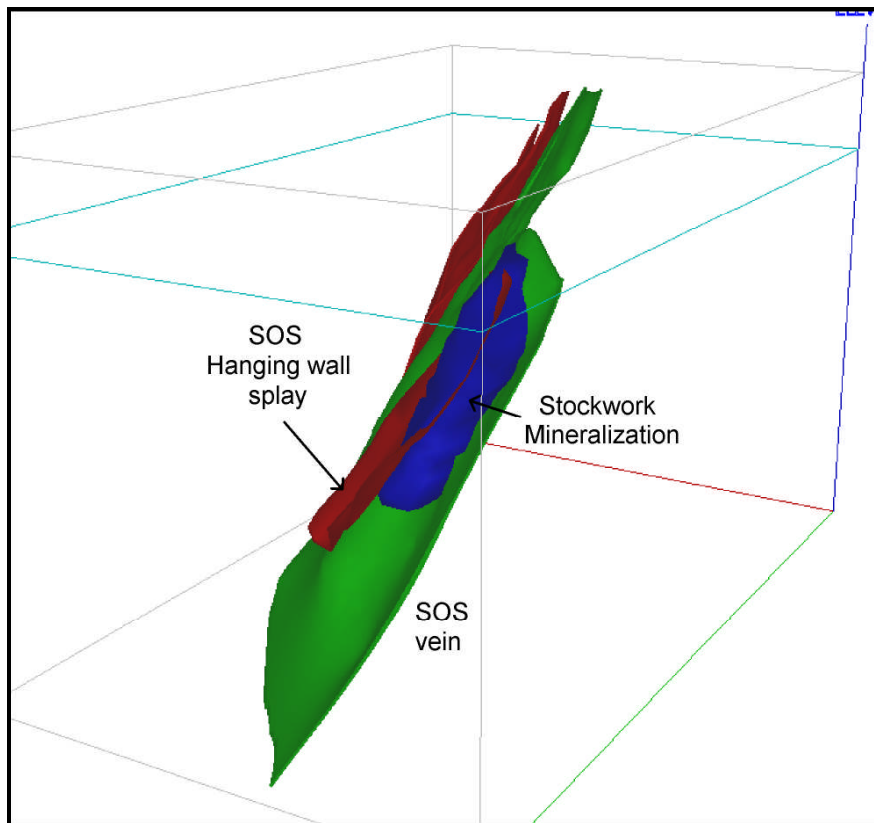 SOS
Hanging wall
splay
Stockwork
Mineralization
SOS
vein